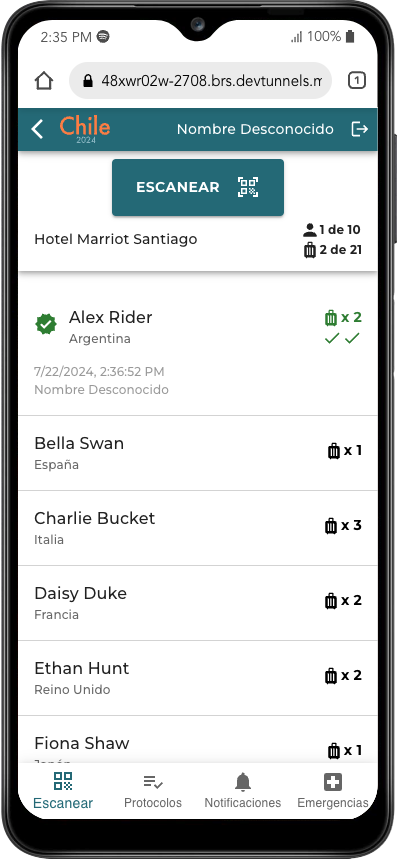 2:35 PM
100%
48xwr02w-2708.brs.devtunnels.m
1
Chile
2024
Nombre Desconocido
ESCANEAR
Hotel Marriot Santiago
1 de 10
2 de 21
Alex Rider
x 2
Argentina
7/22/2024, 2:36:52 PM
Nombre Desconocido
Bella Swan
x 1
España
Charlie Bucket
x 3
Italia
Daisy Duke
x 2
Francia
Ethan Hunt
x 2
Reino Unido
Fiona Shaw
x 1
Escanear
Protocolos
Notificaciones
Emergencias